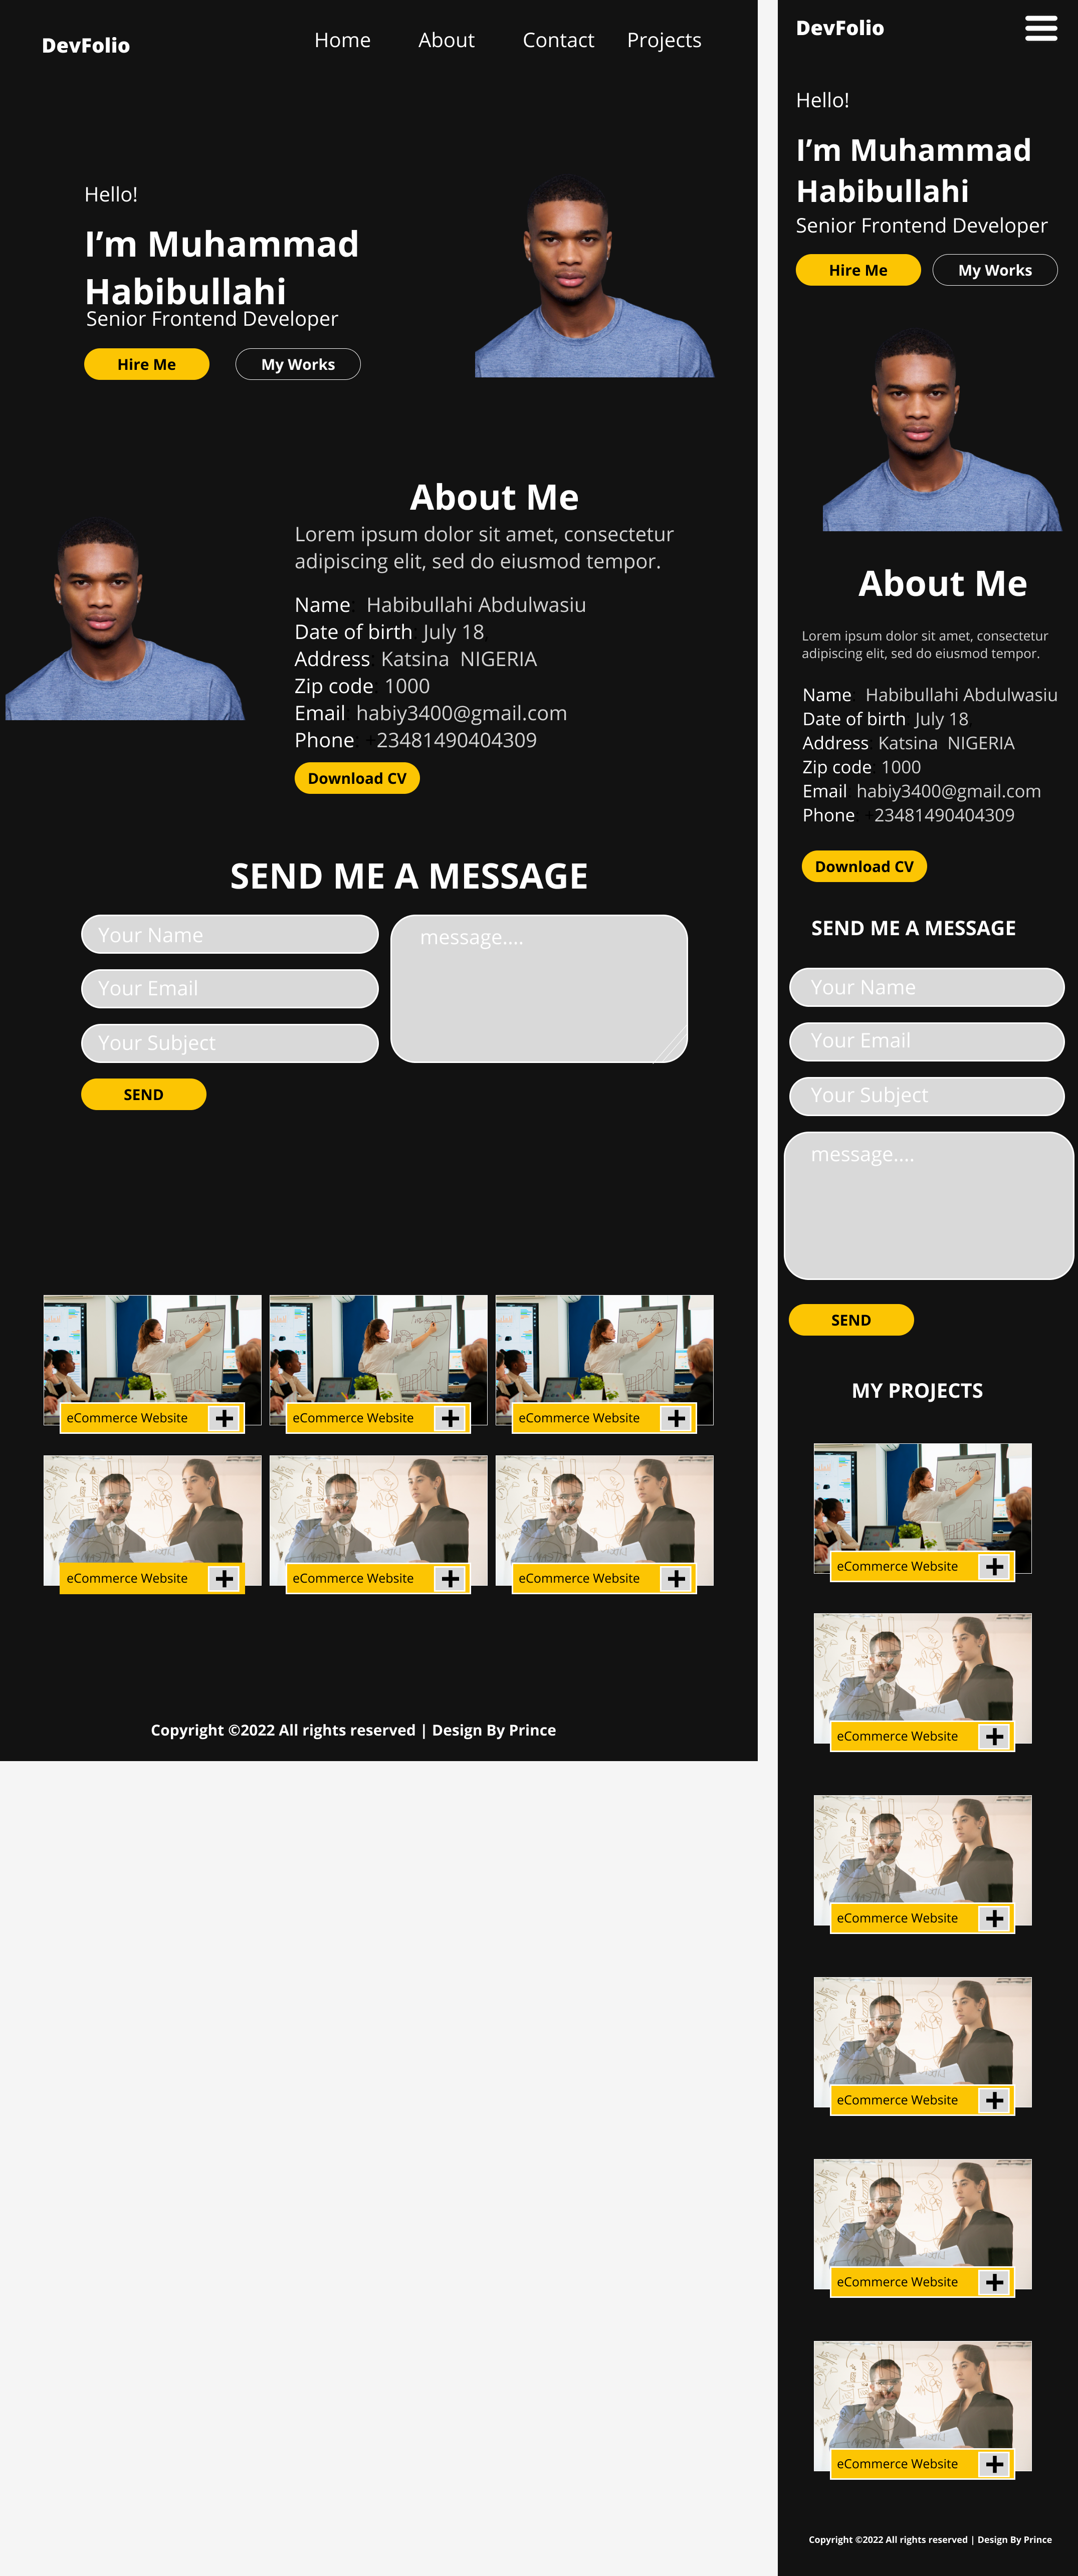 DevFolio
Home About Contact Projects
Hello!
I’m Muhammad
Habibullahi
Senior Frontend Developer
Hire Me My Works
About Me
Lorem ipsum dolor sit amet, consectetur
adipiscing elit, sed do eiusmod tempor.
Name: Habibullahi Abdulwasiu
Date of birth July 18
Address Katsina NIGERIA
Zip code 1000
Email habiy3400@gmail.com
Phone: +23481490404309
Download CV
SEND ME A MESSAGE
Your Name
message....
Your Email
Your Subject
SEND
eCommerce Website eCommerce Website eCommerce Website
eCommerce Website eCommerce Website eCommerce Website
Copyright ©2022 All rights reserved | Design By Prince
DevFolio
Hello!
I’m Muhammad
Habibullahi
Senior Frontend Developer
Hire Me My Works
About Me
Lorem ipsum dolor sit amet, consectetur
adipiscing elit, sed do eiusmod tempor.
Name Habibullahi Abdulwasiu
Date of birth July 18
Address Katsina NIGERIA
Zip code 1000
Email habiy3400@gmail.com
Phone: +23481490404309
Download CV
SEND ME A MESSAGE
Your Name
Your Email
Your Subject
message....
SEND
MY PROJECTS
eCommerce Website
eCommerce Website
eCommerce Website
eCommerce Website
eCommerce Website
eCommerce Website
Copyright ©2022 All rights reserved | Design By Prince